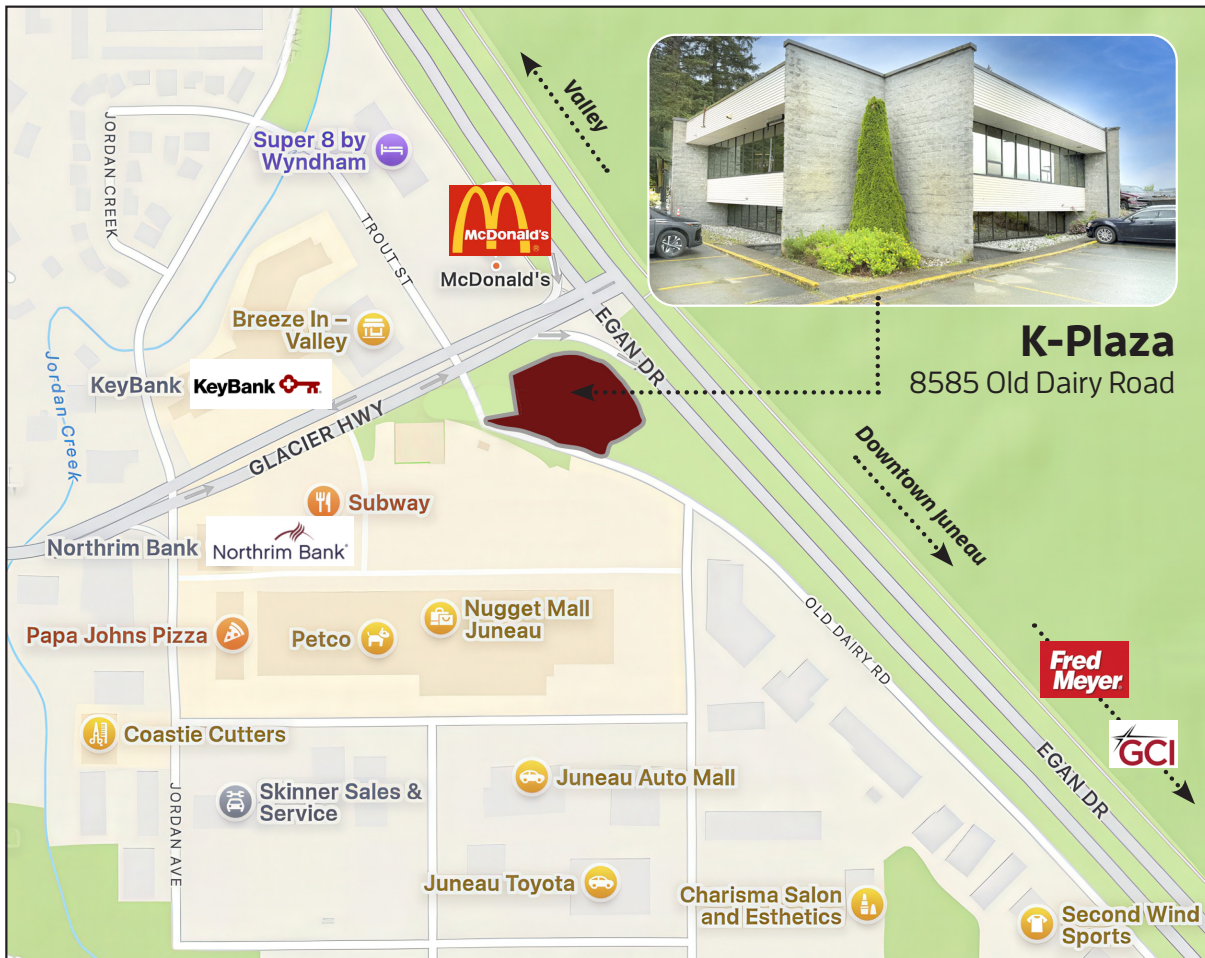 Valley
JORDAN CREEK
Super 8 by
Wyndham
TROUT ST
McDonald's
McDonald's
Breeze In –
Valley
EGAN DR
K-Plaza
8585 Old Dairy Road
Jordan Creek
KeyBank
KeyBank
GLACIER HWY
Downtown Juneau
Subway
Northrim Bank
Northrim Bank
OLD DAIRY RD
Papa Johns Pizza
Petco
Nugget Mall
Juneau
Fred
Meyer
GCI
Coastie Cutters
EGAN DR
Skinner Sales &
Service
Juneau Auto Mall
JORDAN AVE
Juneau Toyota
Charisma Salon
and Esthetics
Second Wind
Sports